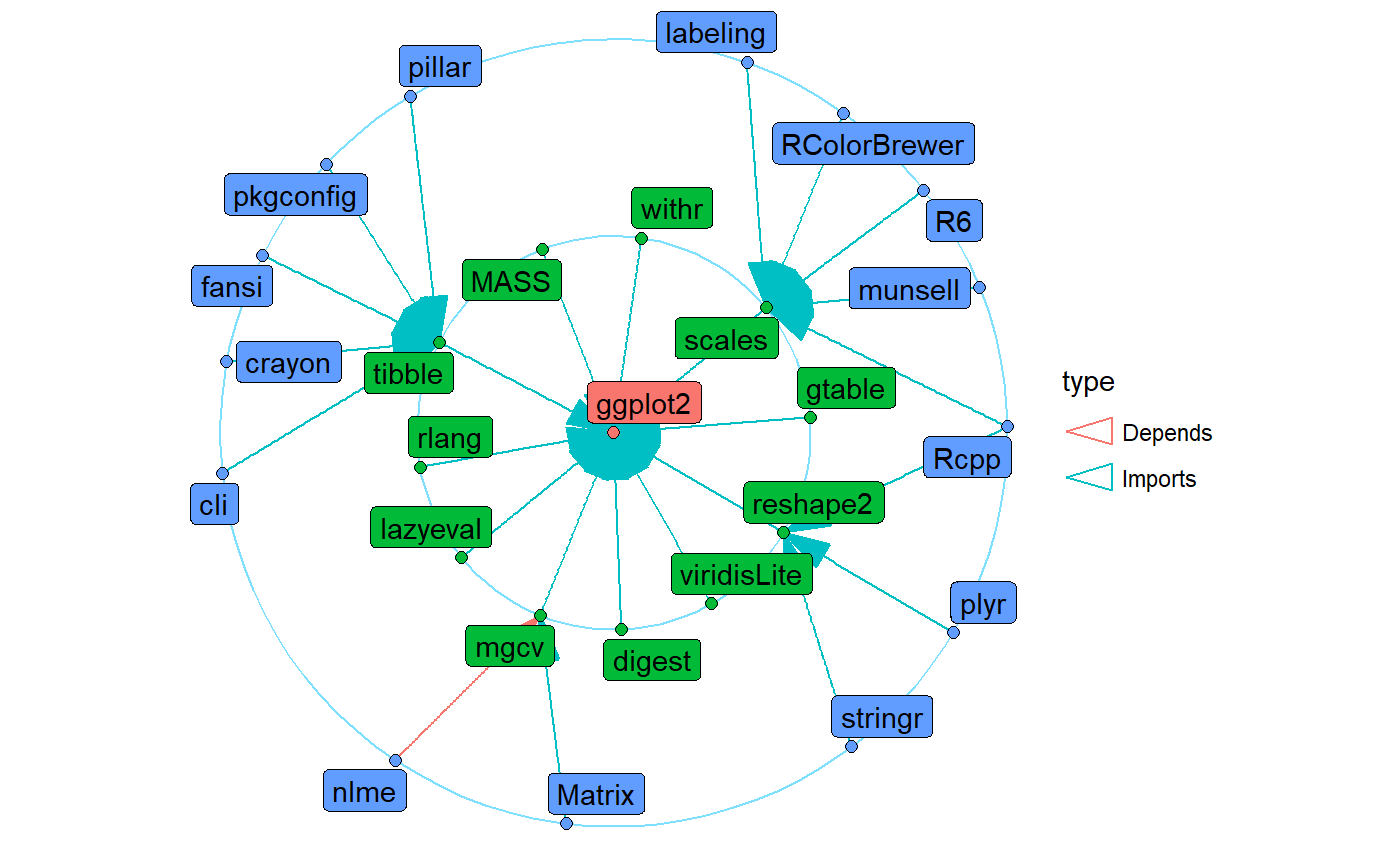 labeling
pillar
RColorBrewer
pkgconfig
withr
R6
MASS
fansi
munsell
scales
crayon
tibble
type
gtable
ggplot2
Depends
rlang
Rcpp
Imports
cli
reshape2
lazyeval
viridisLite
plyr
mgcv
digest
stringr
nlme
Matrix